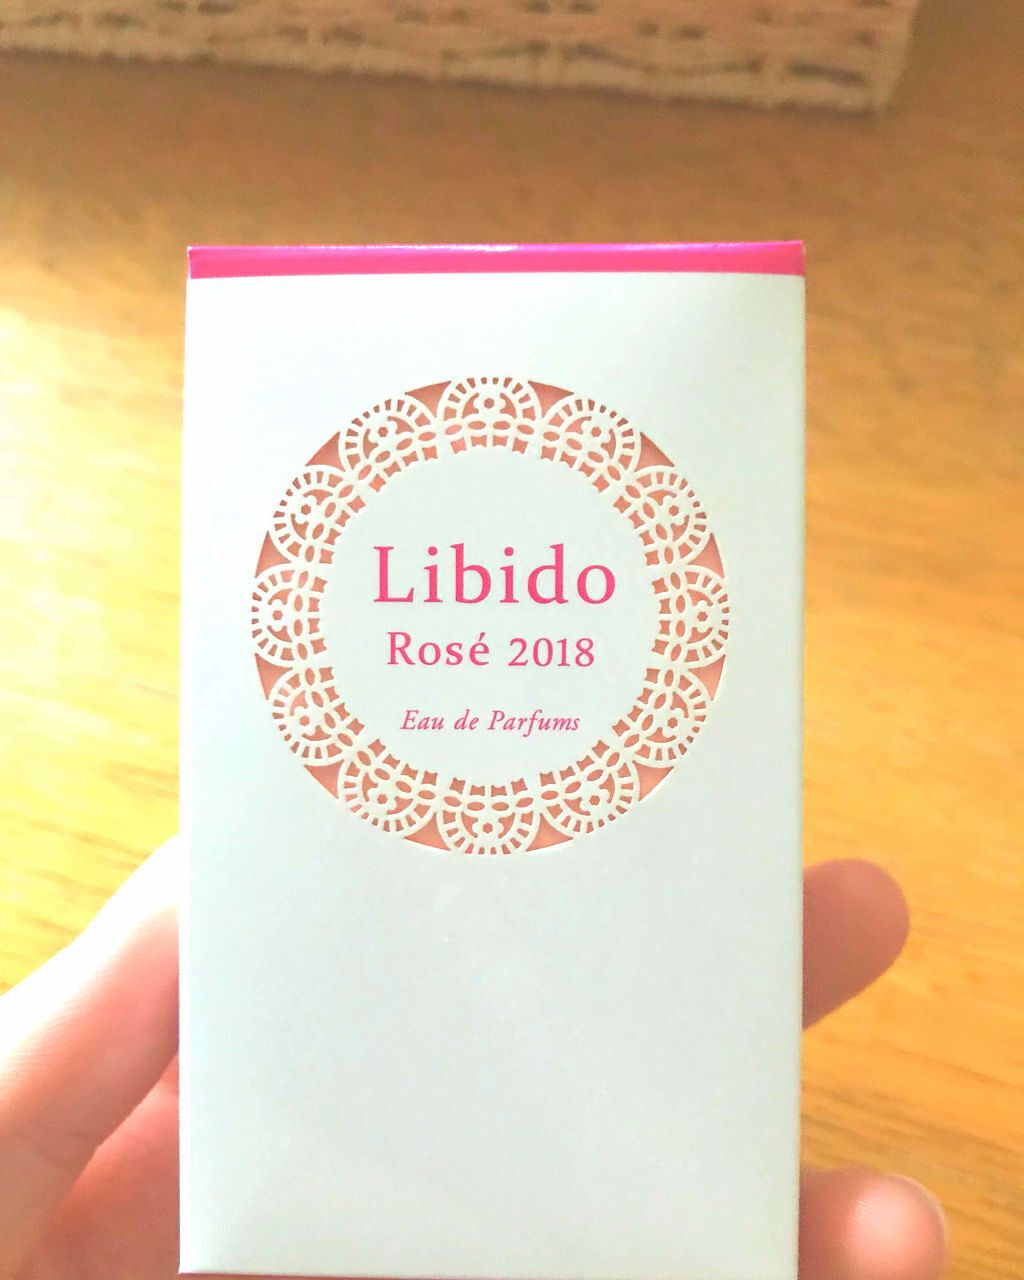 Libido
Rosé 2018
Eau de Parfums